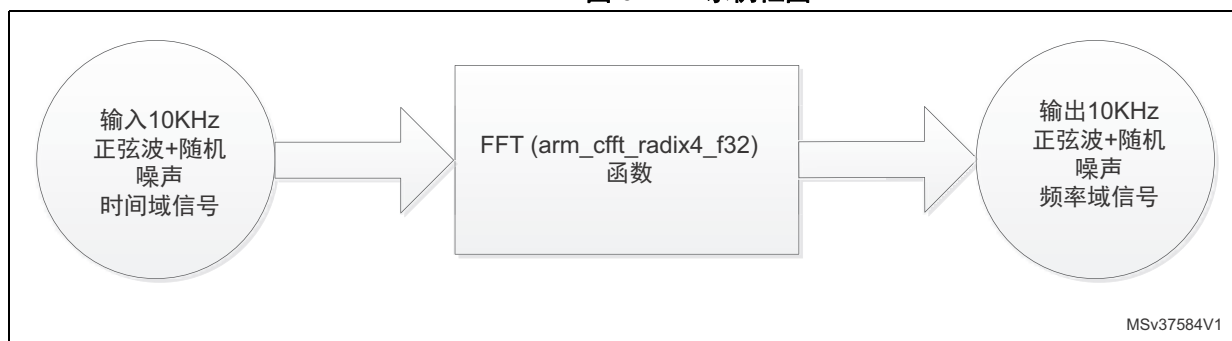 输入10KHz
正弦波+随机
噪声
时间域信号
FFT (arm_cfft_radix4_f32)
函数
输出10KHz
正弦波+随机
噪声
频率域信号
MSv37584V1